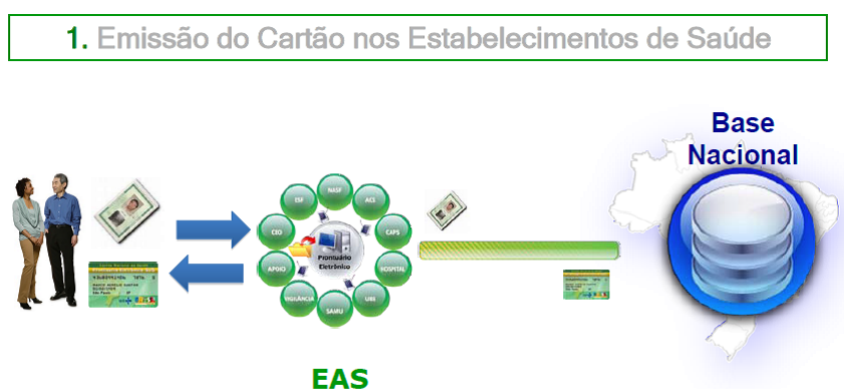 1. Emissão do Cartão nos Estabelecimentos de Saúde
Base
Nacional
NASF
ESF
ACS
CEO
CAPS
Prontuário
Eletrônico
APOIO
HOSPITAL
VIGILÂNCIA
UBS
SAMU
EAS